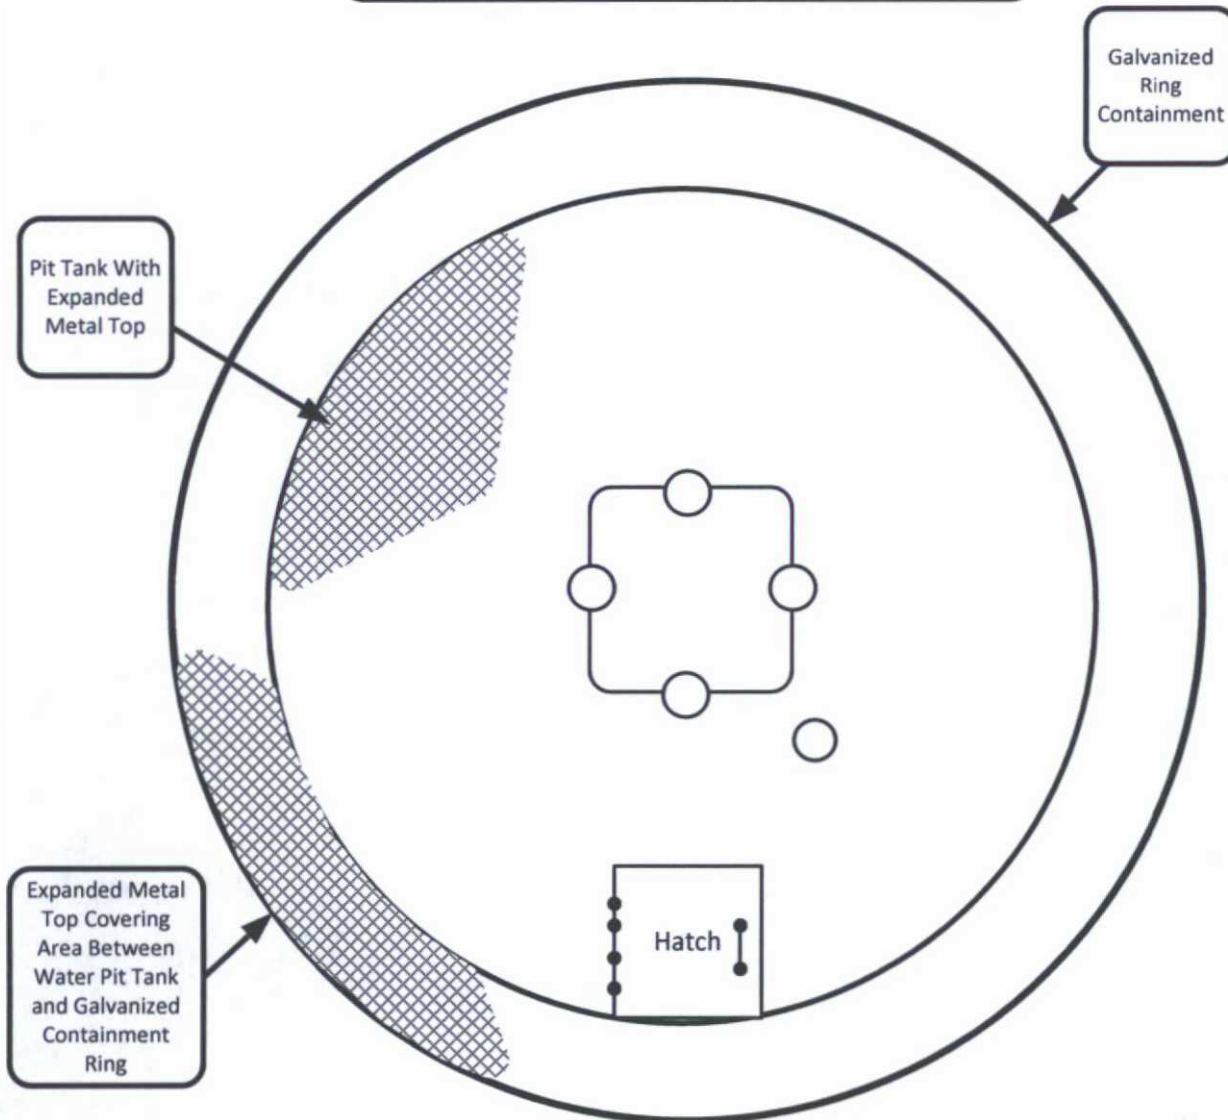 Galvanized
Ring
Containment
Pit Tank With
Expanded
Metal Top
Hatch
Expanded Metal
Top Covering
Area Between
Water Pit Tank
and Galvanized
Containment
Ring